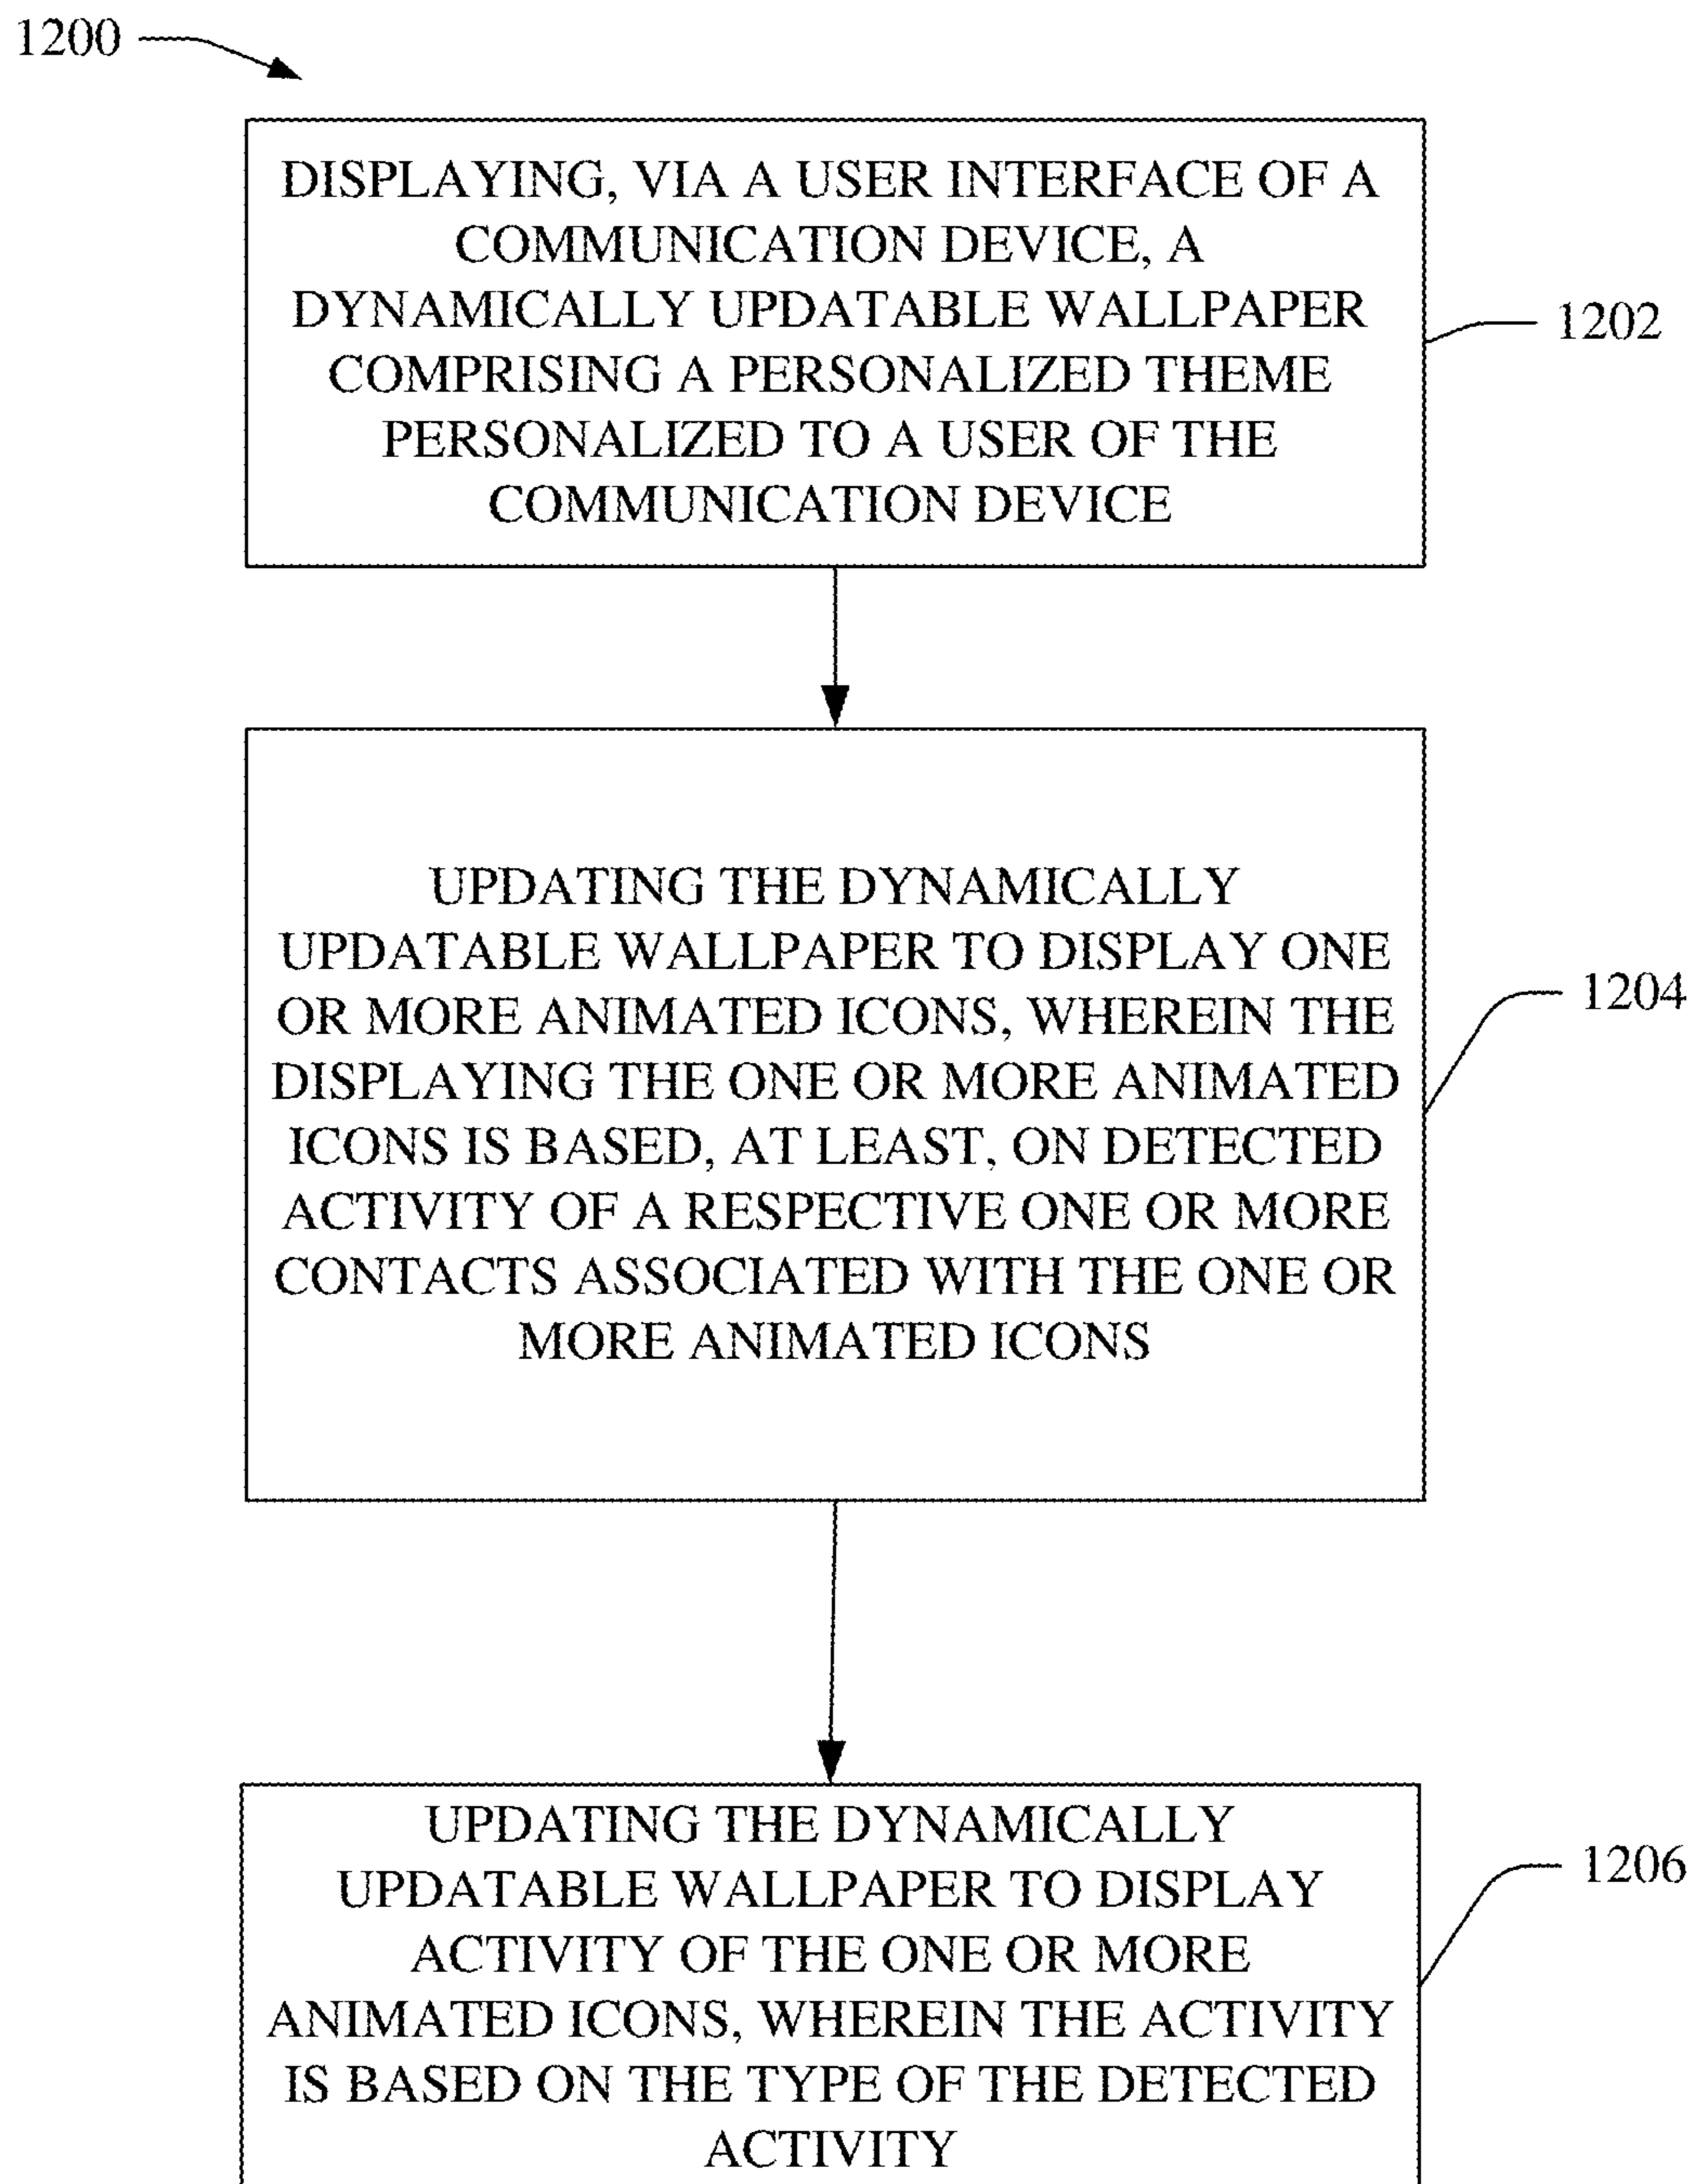 1200
DISPLAYING, VIA A USER INTERFACE OF A
COMMUNICATION DEVICE, A
DYNAMICALLY UPDATABLE WALLPAPER
COMPRISING A PERSONALIZED THEME
PERSONALIZED TO A USER OF THE
COMMUNICATION DEVICE
1202
UPDATING THE DYNAMICALLY
UPDATABLE WALLPAPER TO DISPLAY ONE
OR MORE ANIMATED ICONS, WHEREIN THE
DISPLAYING THE ONE OR MORE ANIMATED
ICONS IS BASED, AT LEAST, ON DETECTED
ACTIVITY OF A RESPECTIVE ONE OR MORE
CONTACTS ASSOCIATED WITH THE ONE OR
MORE ANIMATED ICONS
1204
UPDATING THE DYNAMICALLY
UPDATABLE WALLPAPER TO DISPLAY
ACTIVITY OF THE ONE OR MORE
ANIMATED ICONS, WHEREIN THE ACTIVITY
IS BASED ON THE TYPE OF THE DETECTED
ACTIVITY
1206